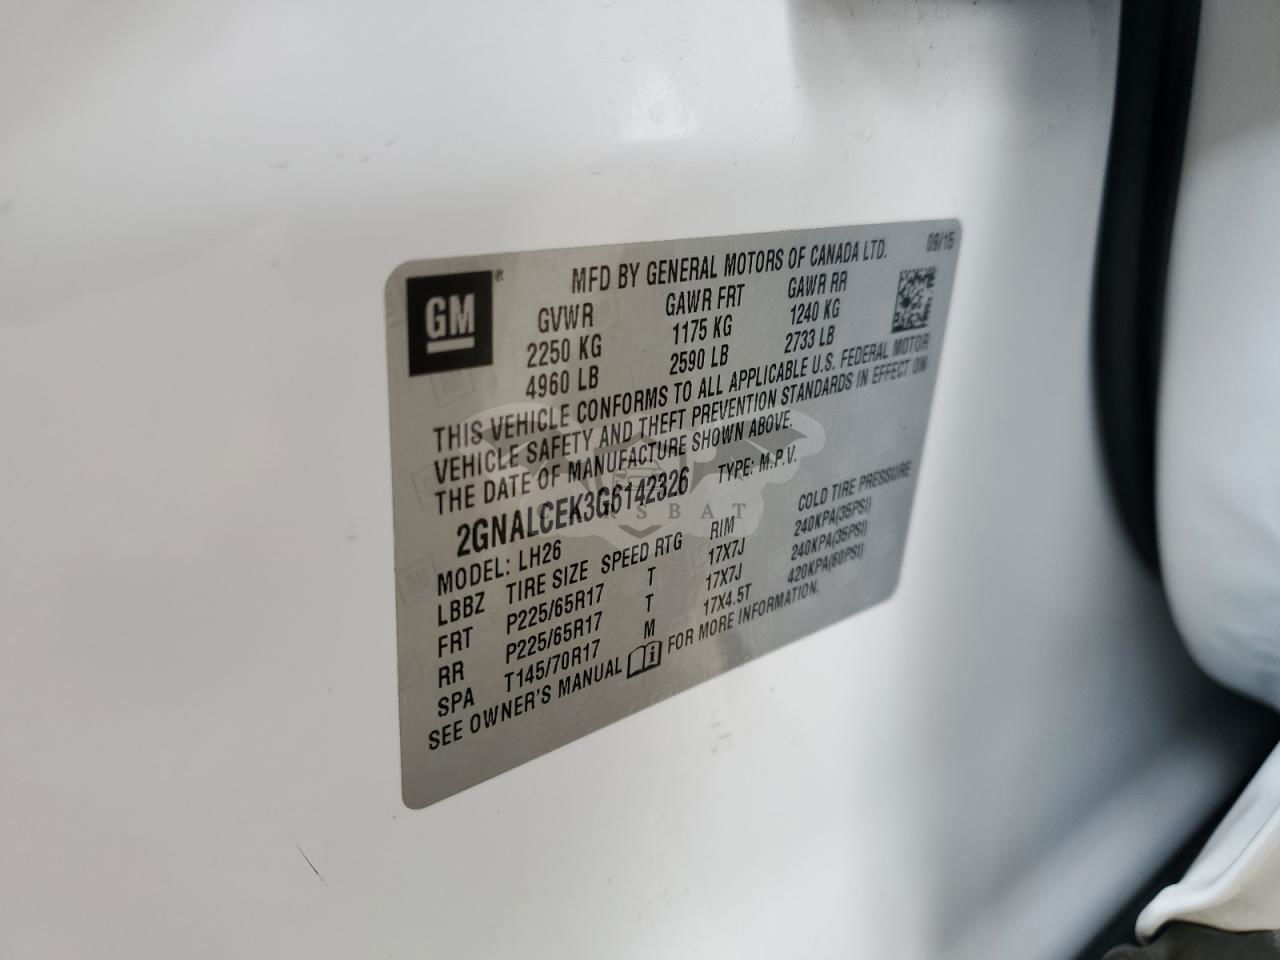 GM®
MFD BY GENERAL MOTORS OF CANADA LTD.
09/15
GVWR GAWR FRT GAWR RR
2250 KG 1175 KG 1240 KG
4960 LB 2590 LB 2733 LB
THIS VEHICLE CONFORMS TO ALL APPLICABLE U.S. FEDERAL MOTOR
VEHICLE SAFETY AND THEFT PREVENTION STANDARDS IN EFFECT ON
THE DATE OF MANUFACTURE SHOWN ABOVE.
2GNALCEK3G6142326 TYPE: M.P.V.
CARSBAT
MODEL: LH26
LBBZ TIRE SIZE SPEED RTG RIM COLD TIRE PRESSURE
FRT P225/65R17 T 17X7J 240KPA(35PSI)
RR P225/65R17 T 17X7J 240KPA(35PSI)
SPA T145/70R17 M 17X4.5T 420KPA(60PSI)
SEE OWNER'S MANUAL FOR MORE INFORMATION.